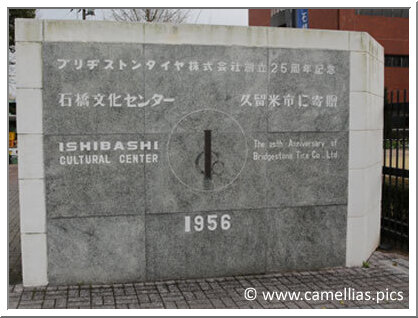 ブリヂストンタイヤ株式会社創立25周年記念
石橋文化センター 久留米市に寄贈
ISHIBASHI
CULTURAL CENTER
The 25th Anniversary of
Bridgestone Tire Co., Ltd
1956
© www.camellias.pics